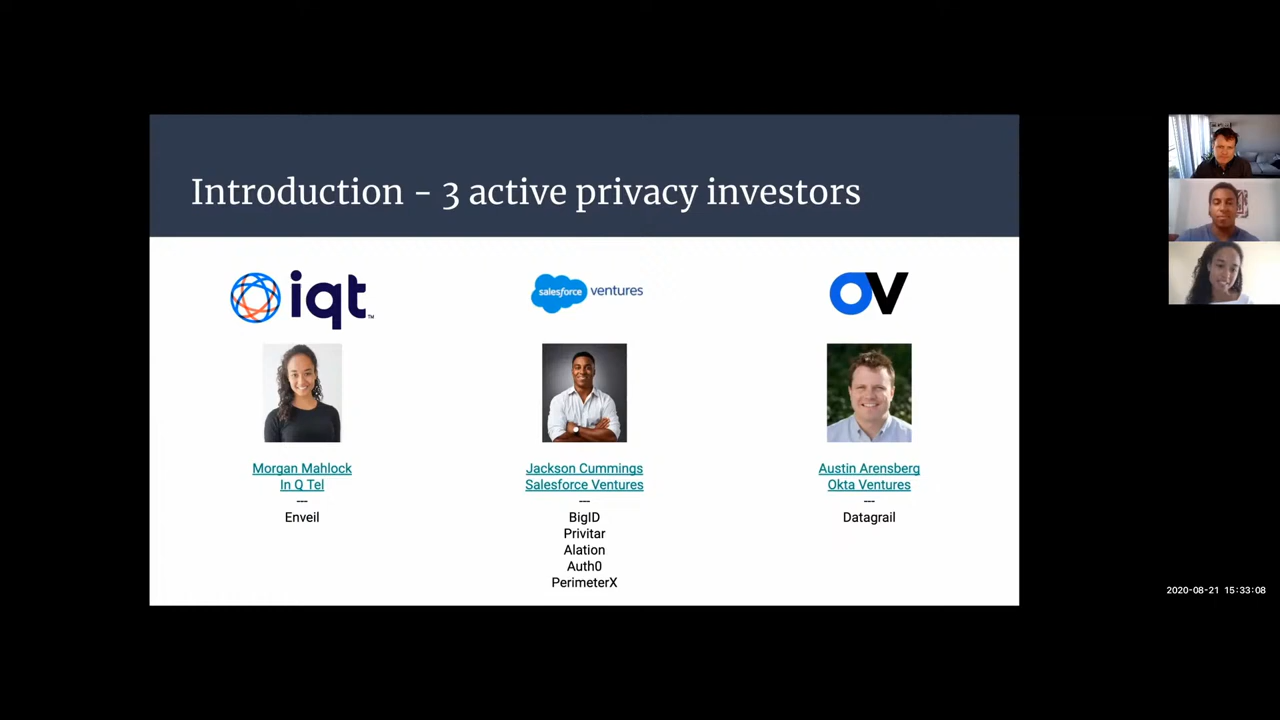 Introduction - 3 active privacy investors
iqt™
salesforce ventures
OV
Morgan Mahlock
In Q Tel
---
Enveil
Jackson Cummings
Salesforce Ventures
---
BigID
Privitar
Alation
Auth0
PerimeterX
Austin Arensberg
Okta Ventures
---
Datagrail
2020-08-21 15:33:08